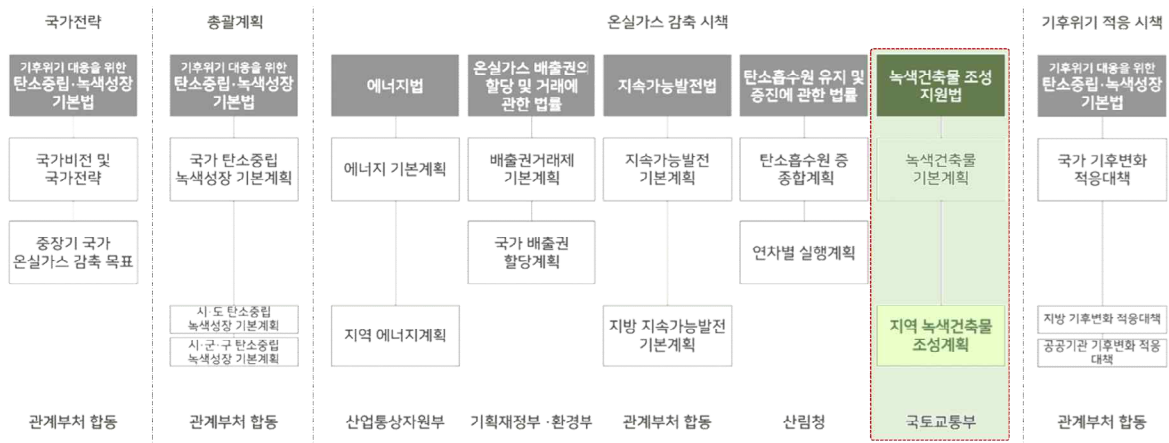 국가전략
총괄계획
온실가스 감축 시책
기후위기 적응 시책
기후위기 대응을 위한
탄소중립·녹색성장
기본법
기후위기 대응을 위한
탄소중립·녹색성장
기본법
에너지법
온실가스 배출권의
할당 및 거래에
관한 법률
지속가능발전법
탄소흡수원 유지 및
증진에 관한 법률
녹색건축물 조성
지원법
기후위기 대응을 위한
탄소중립·녹색성장
기본법
국가비전 및
국가전략
국가 탄소중립
녹색성장 기본계획
에너지 기본계획
배출권거래제
기본계획
지속가능발전
기본계획
탄소흡수원 증
종합계획
녹색건축물
기본계획
국가 기후변화
적응대책
중장기 국가
온실가스 감축 목표
국가 배출권
할당계획
연차별 실행계획
시·도 탄소중립
녹색성장 기본계획
시·군·구 탄소중립
녹색성장 기본계획
지역 에너지계획
지방 지속가능발전
기본계획
지역 녹색건축물
조성계획
지방 기후변화 적응대책
공공기관 기후변화 적응
대책
관계부처 합동
관계부처 합동
산업통상자원부
기획재정부·환경부
관계부처 합동
산림청
국토교통부
관계부처 합동